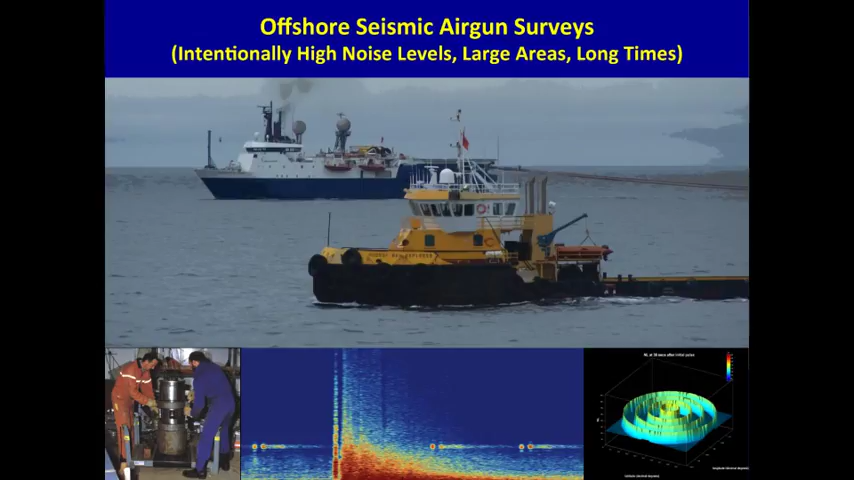 Offshore Seismic Airgun Surveys
(Intentionally High Noise Levels, Large Areas, Long Times)